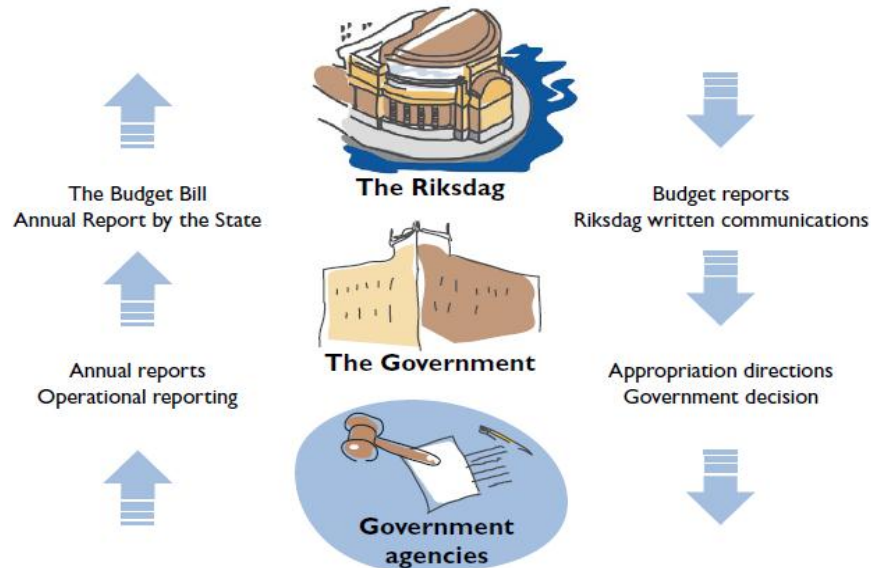 The Riksdag
The Budget Bill
Annual Report by the State
Budget reports
Riksdag written communications
The Government
Annual reports
Operational reporting
Appropriation directions
Government decision
Government
agencies